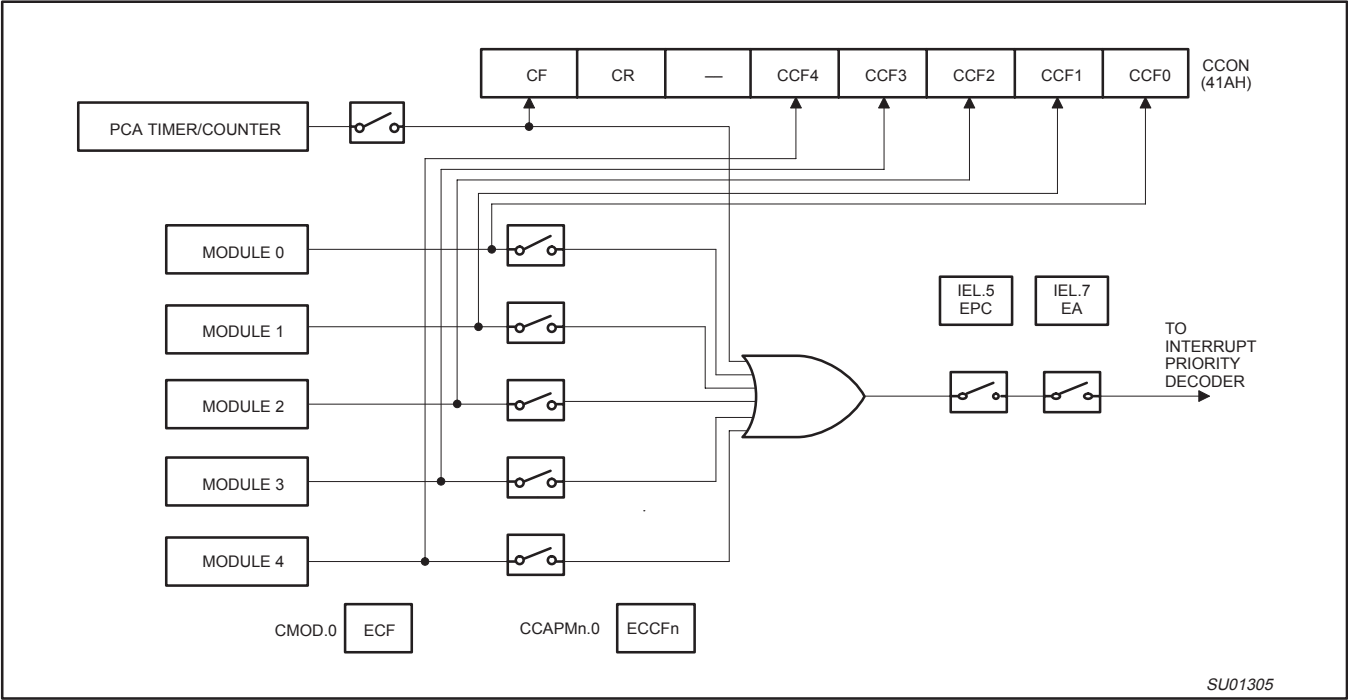 CF CR — CCF4 CCF3 CCF2 CCF1 CCF0
CCON
(41AH)
PCA TIMER/COUNTER
MODULE 0
MODULE 1
MODULE 2
MODULE 3
MODULE 4
IEL.5
EPC
IEL.7
EA
TO
INTERRUPT
PRIORITY
DECODER
CMOD.0 ECF
CCAPMn.0 ECCFn
SU01305